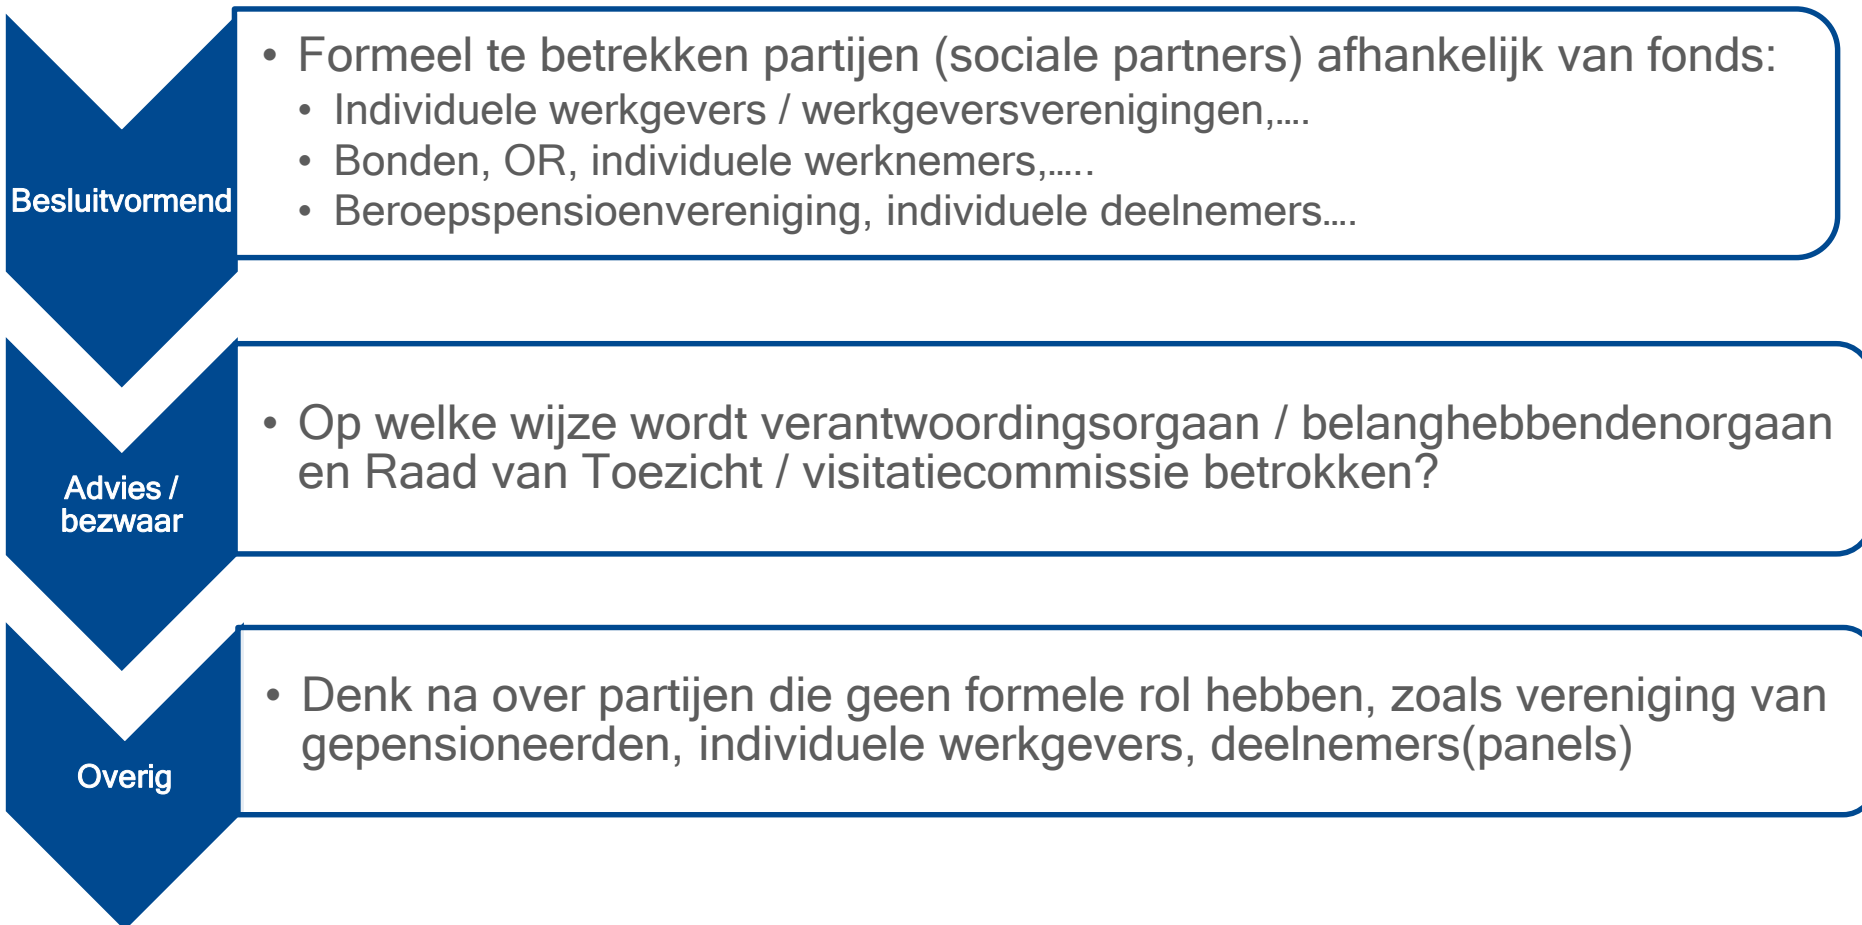 Besluitvormend
• Formeel te betrekken partijen (sociale partners) afhankelijk van fonds:
• Individuele werkgevers / werkgeversverenigingen,....
• Bonden, OR, individuele werknemers,.....
• Beroepspensioenvereniging, individuele deelnemers....
Advies /
bezwaar
• Op welke wijze wordt verantwoordingsorgaan / belanghebbendenorgaan
en Raad van Toezicht / visitatiecommissie betrokken?
Overig
• Denk na over partijen die geen formele rol hebben, zoals vereniging van
gepensioneerden, individuele werkgevers, deelnemers(panels)